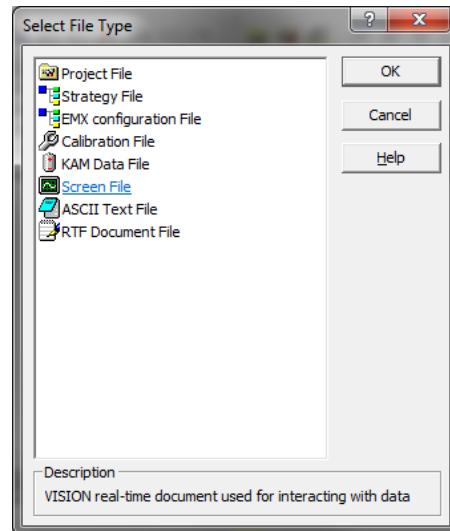 Select File Type
?
X
Project File
Strategy File
EMX configuration File
Calibration File
KAM Data File
Screen File
ASCII Text File
RTF Document File
OK
Cancel
Help
Description
VISION real-time document used for interacting with data